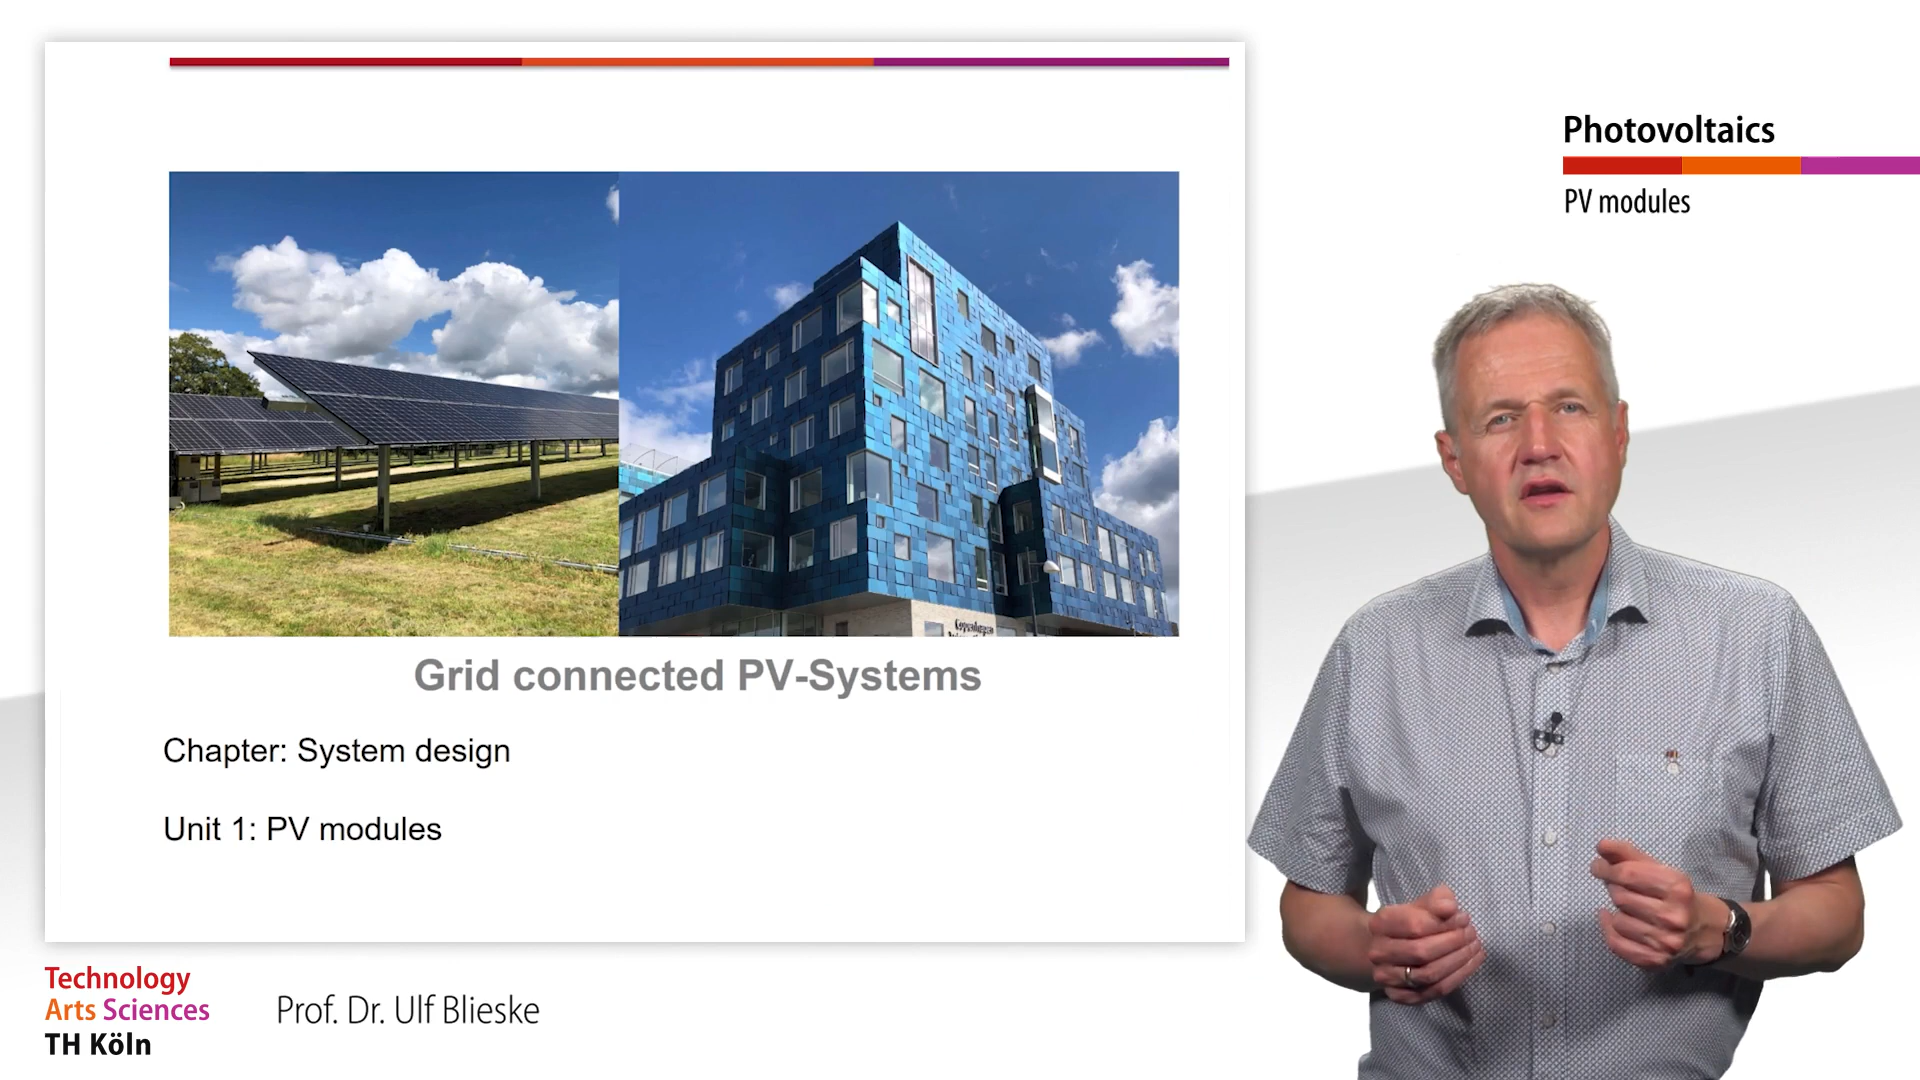 Photovoltaics
PV modules
Copenhagen
Grid connected PV-Systems
Chapter: System design
Unit 1: PV modules
Technology
Arts Sciences
TH Köln
Prof. Dr. Ulf Blieske